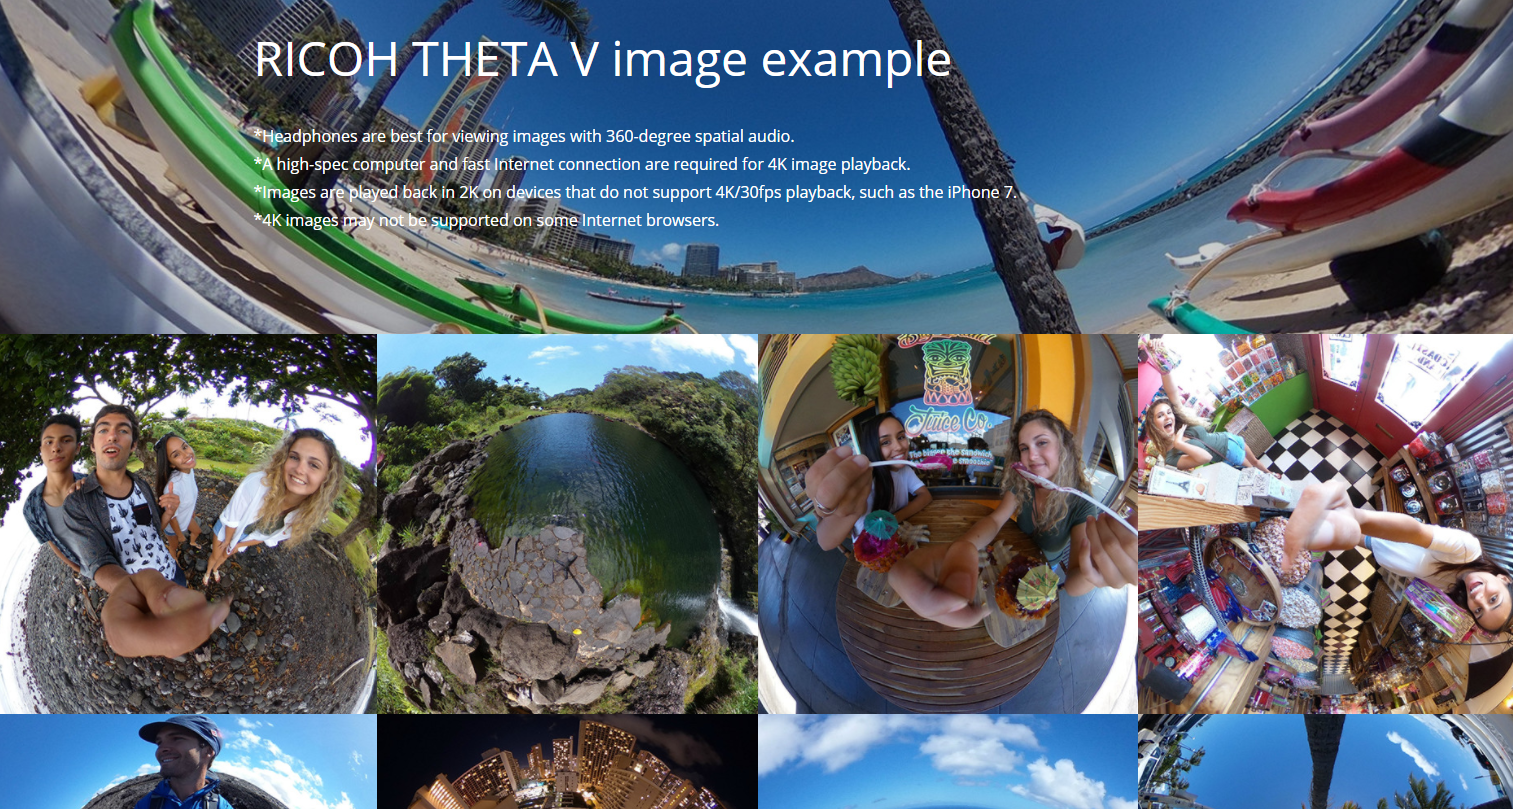 RICOH THETA V image example
*Headphones are best for viewing images with 360-degree spatial audio.
*A high-spec computer and fast Internet connection are required for 4K image playback.
*Images are played back in 2K on devices that do not support 4K/30fps playback, such as the iPhone 7.
*4K images may not be supported on some Internet browsers.
Juice Co.
the sandwich